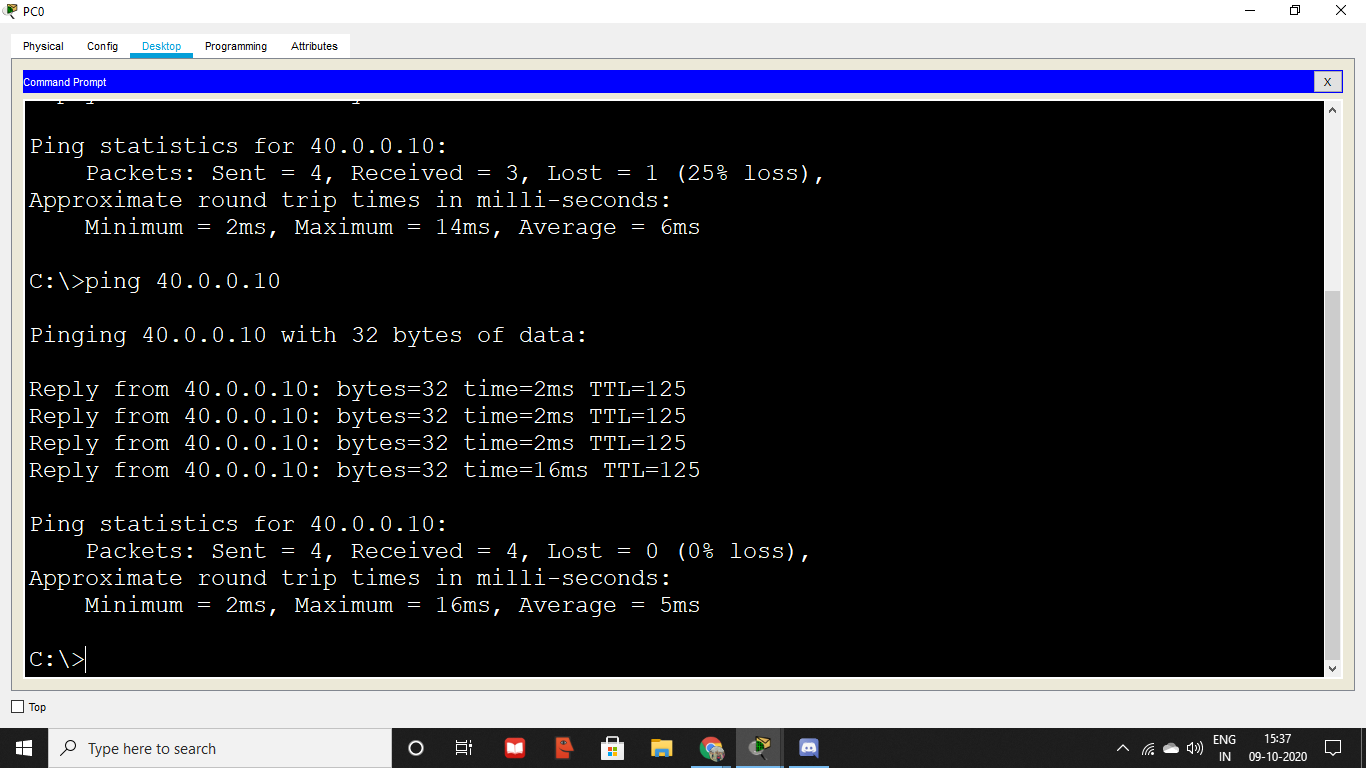 PC0
Physical Config Desktop Programming Attributes
Command Prompt X
Ping statistics for 40.0.0.10:
Packets: Sent = 4, Received = 3, Lost = 1 (25% loss),
Approximate round trip times in milli-seconds:
Minimum = 2ms, Maximum = 14ms, Average = 6ms
C:\>ping 40.0.0.10
Pinging 40.0.0.10 with 32 bytes of data:
Reply from 40.0.0.10: bytes=32 time=2ms TTL=125
Reply from 40.0.0.10: bytes=32 time=2ms TTL=125
Reply from 40.0.0.10: bytes=32 time=2ms TTL=125
Reply from 40.0.0.10: bytes=32 time=16ms TTL=125
Ping statistics for 40.0.0.10:
Packets: Sent = 4, Received = 4, Lost = 0 (0% loss),
Approximate round trip times in milli-seconds:
Minimum = 2ms, Maximum = 16ms, Average = 5ms
C:\>
Top
Type here to search
ENG 15:37
IN 09-10-2020